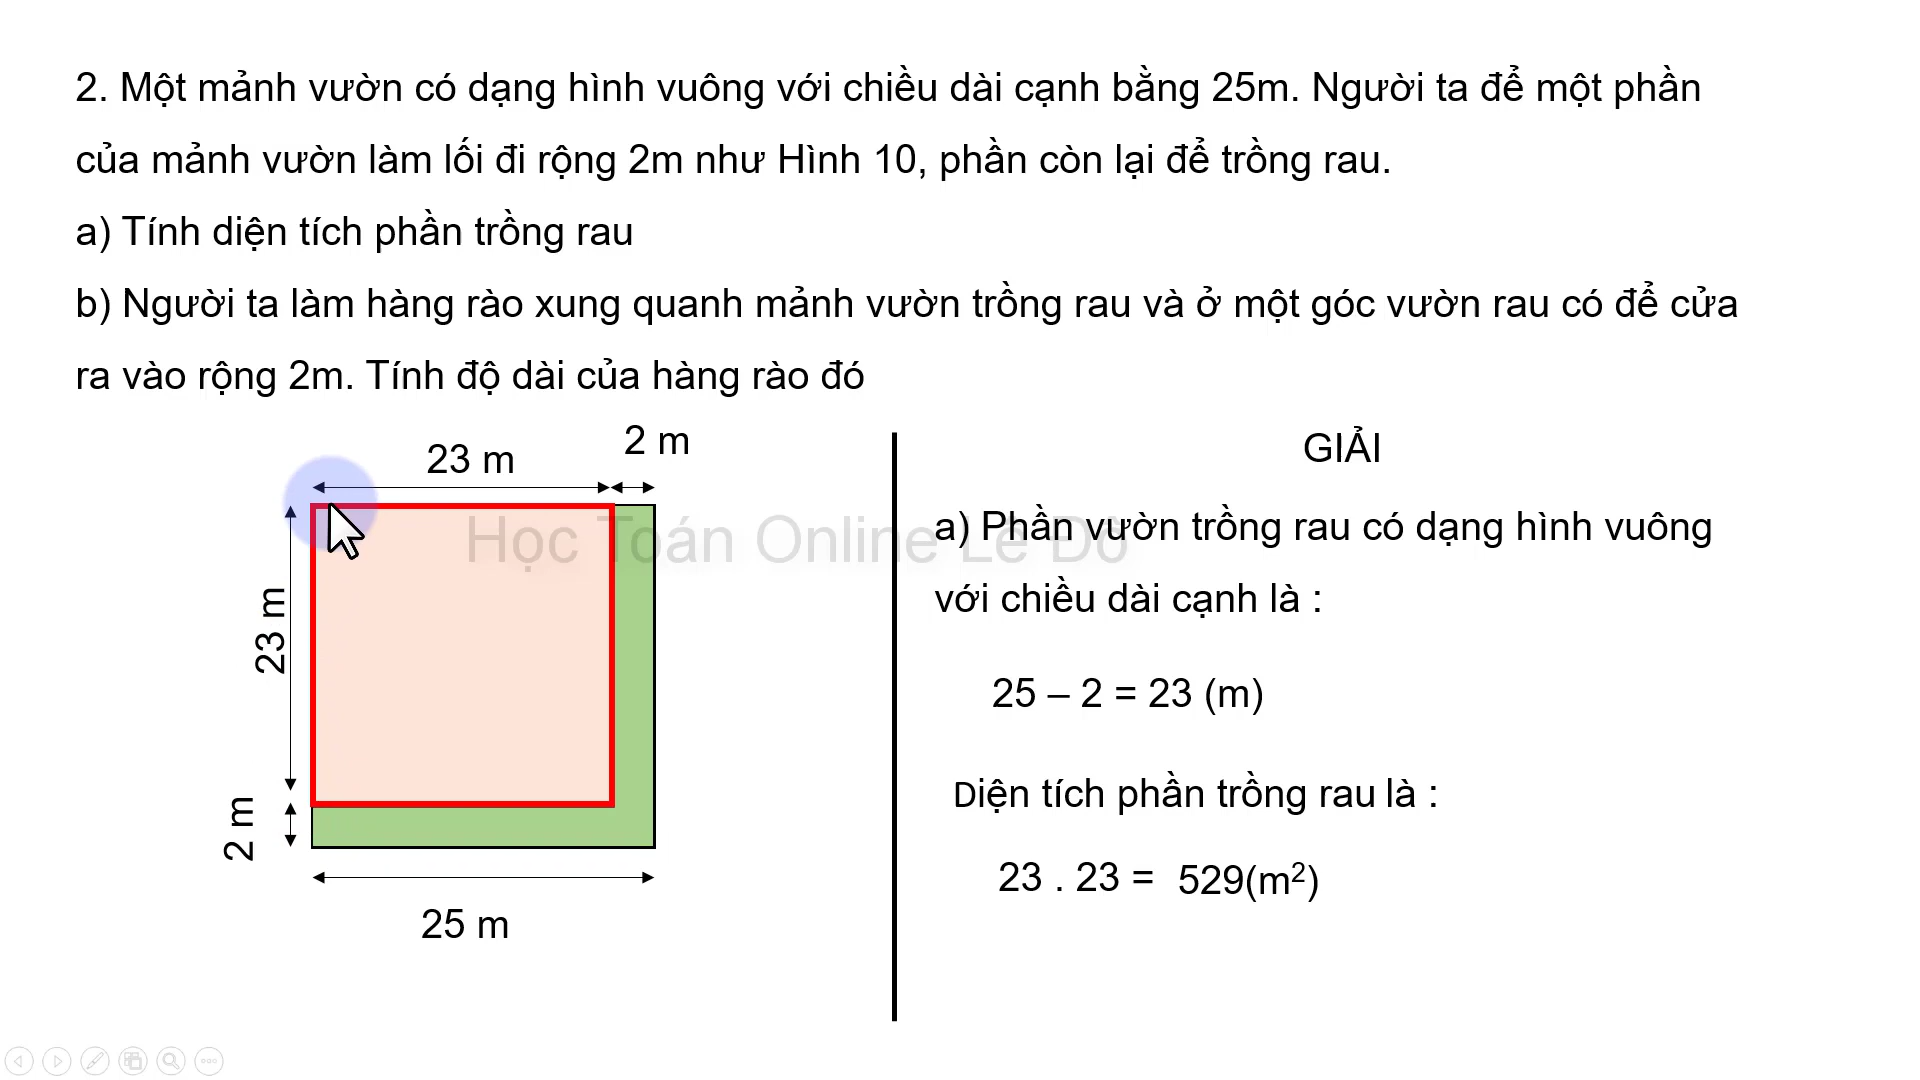 2. Một mảnh vườn có dạng hình vuông với chiều dài cạnh bằng 25m. Người ta để một phần
của mảnh vườn làm lối đi rộng 2m như Hình 10, phần còn lại để trồng rau.
a) Tính diện tích phần trồng rau
b) Người ta làm hàng rào xung quanh mảnh vườn trồng rau và ở một góc vườn rau có để cửa
ra vào rộng 2m. Tính độ dài của hàng rào đó
2 m
23 m
23 m
2 m
25 m
Học Toán Online Lê Đô
GIẢI
a) Phần vườn trồng rau có dạng hình vuông
với chiều dài cạnh là :
25 – 2 = 23 (m)
Diện tích phần trồng rau là :
23 . 23 = 529(m²)